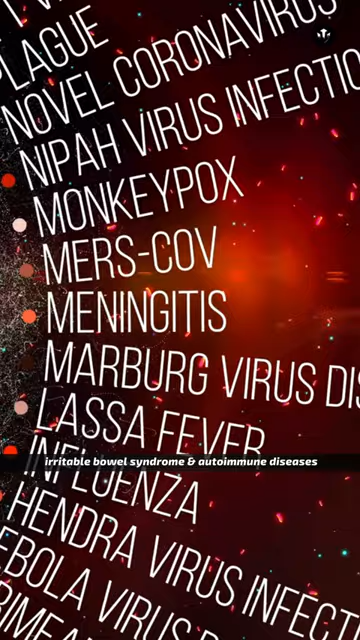 PLAGUE
NOVEL CORONAVIRUS
NIPAH VIRUS INFECTIO
MONKEYPOX
MERS-COV
MENINGITIS
MARBURG VIRUS DIS
LASSA FEVER
irritable bowel syndrome & autoimmune diseases
INFLUENZA
HENDRA VIRUS INFECTI
EBOLA VIRUS